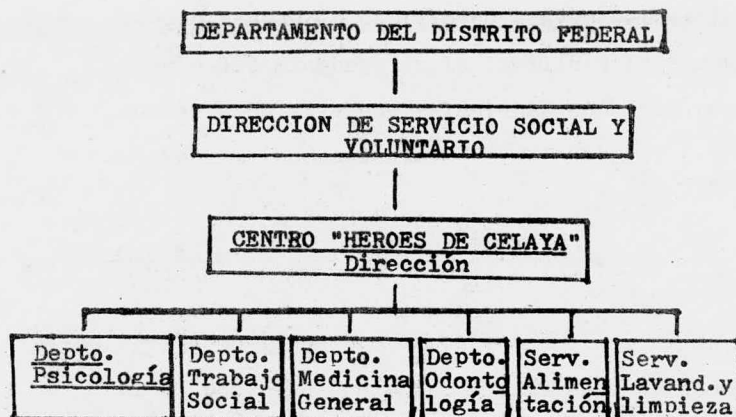 DEPARTAMENTO DEL DISTRITO FEDERAL
DIRECCION DE SERVICIO SOCIAL Y
VOLUNTARIO
CENTRO "HEROES DE CELAYA"
Dirección
Depto.
Psicología
Depto.
Trabajo
Social
Depto.
Medicina
General
Depto.
Odonto
logía
Serv.
Alimen
tación
Serv.
Lavand.y
limpieza